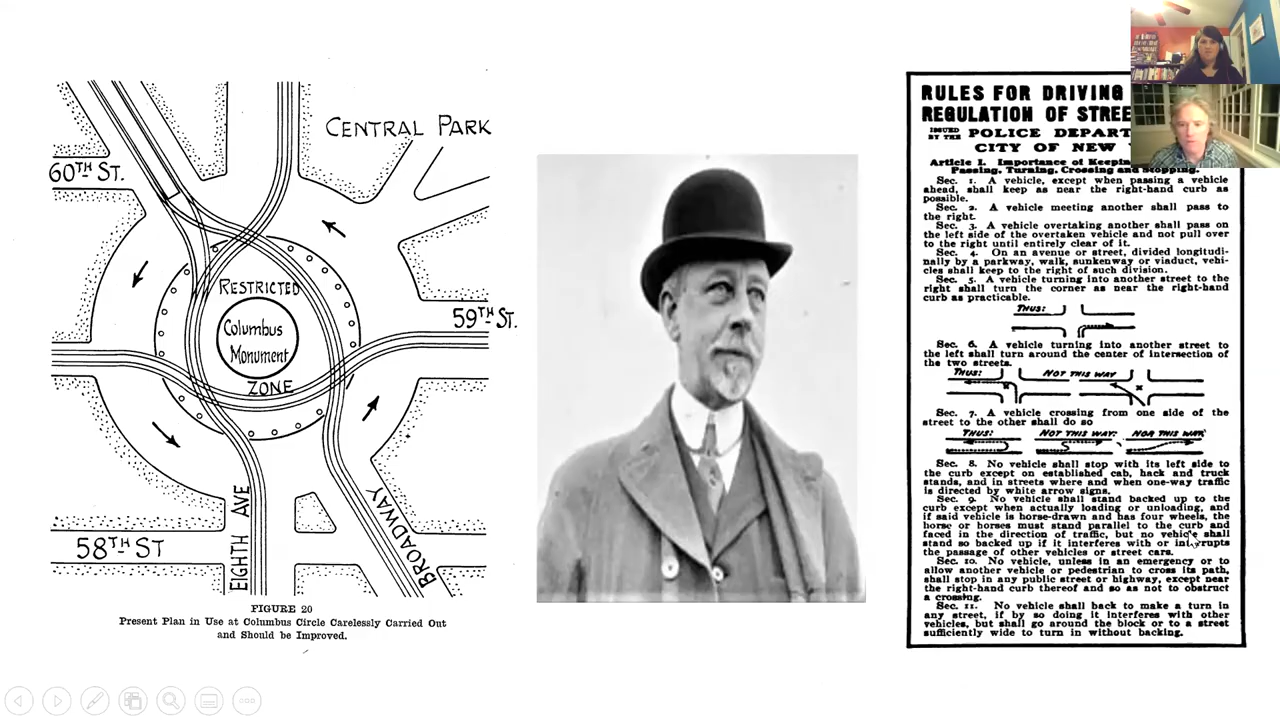 CENTRAL PARK
60TH ST.
RESTRICTED
Columbus
Monument
ZONE
59TH ST.
EIGHTH AVE
BROADWAY
58TH ST
FIGURE 20
Present Plan in Use at Columbus Circle Carelessly Carried Out
and Should be Improved.
RULES FOR DRIVING
REGULATION OF STREE
ISSUED BY THE POLICE DEPART
CITY OF NEW
Article I. Importance of Keepin
Passing, Turning, Crossing and Stopping.
Sec. 1. A vehicle, except when passing a vehicle
ahead, shall keep as near the right-hand curb as
possible.
Sec. 2. A vehicle meeting another shall pass to
the right.
Sec. 3. A vehicle overtaking another shall pass on
the left side of the overtaken vehicle and not pull over
to the right until entirely clear of it.
Sec. 4. On an avenue or street, divided longitudi-
nally by a parkway, walk, sunkenway or viaduct, vehi-
cles shall keep to the right of such division.
Sec. 5. A vehicle turning into another street to the
right shall turn the corner as near the right-hand
curb as practicable.
THUS:
Sec. 6. A vehicle turning into another street to
the left shall turn around the center of intersection of
the two streets.
THUS: NOT THIS WAY
Sec. 7. A vehicle crossing from one side of the
street to the other shall do so
THUS: NOT THIS WAY: NOR THIS WAY
Sec. 8. No vehicle shall stop with its left side to
the curb except on established cab, hack and truck
stands, and in streets where and when one-way traffic
is directed by white arrow signs.
Sec. 9. No vehicle shall stand backed up to the
curb except when actually loading or unloading, and
if said vehicle is horse-drawn and has four wheels, the
horse or horses must stand parallel to the curb and
faced in the direction of traffic, but no vehicle shall
stand so backed up if it interferes with or interrupts
the passage of other vehicles or street cars.
Sec. 10. No vehicle, unless in an emergency or to
allow another vehicle or pedestrian to cross its path,
shall stop in any public street or highway, except near
the right-hand curb thereof and so as not to obstruct
a crossing.
Sec. 11. No vehicle shall back to make a turn in
any street, if by so doing it interferes with other
vehicles, but shall go around the block or to a street
sufficiently wide to turn in without backing.